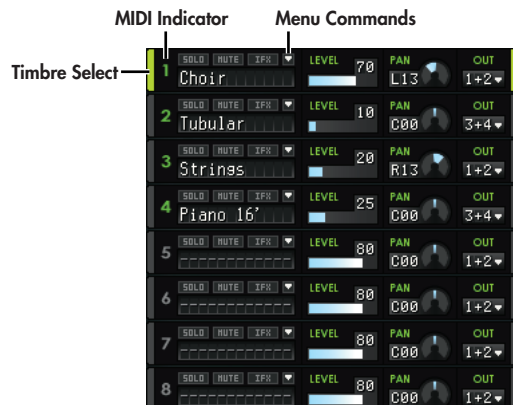 MIDI Indicator Menu Commands
Timbre Select
1 SOLO MUTE IFX LEVEL 70 PAN OUT
Choir L13 1+2
2 SOLO MUTE IFX LEVEL 10 PAN OUT
Tubular C00 3+4
3 SOLO MUTE IFX LEVEL 20 PAN OUT
Strings R13 1+2
4 SOLO MUTE IFX LEVEL 25 PAN OUT
Piano 16' C00 3+4
5 SOLO MUTE IFX LEVEL 80 PAN OUT
C00 1+2
6 SOLO MUTE IFX LEVEL 80 PAN OUT
C00 1+2
7 SOLO MUTE IFX LEVEL 80 PAN OUT
C00 1+2
8 SOLO MUTE IFX LEVEL 80 PAN OUT
C00 1+2